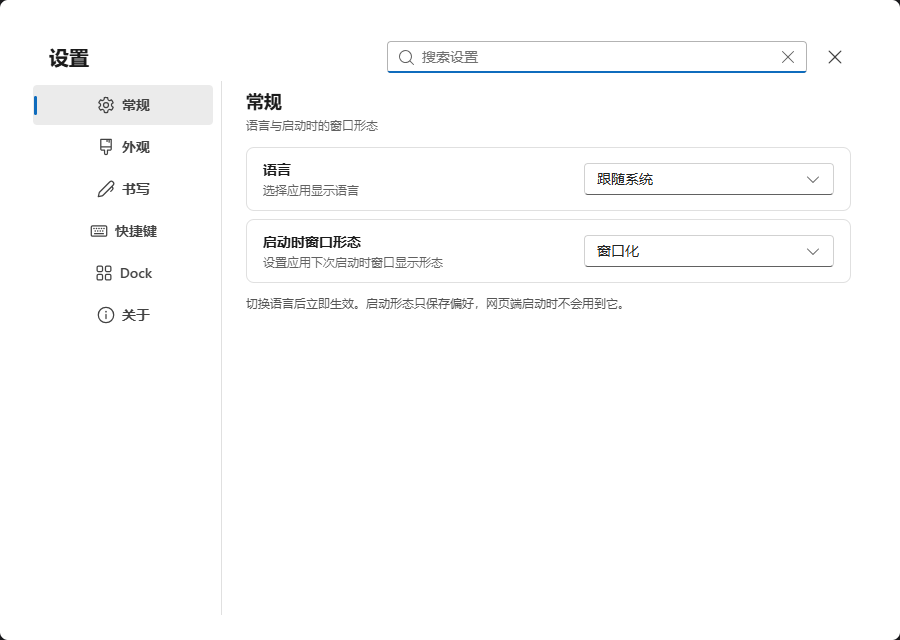 设置
搜索设置
常规
外观
书写
快捷键
Dock
关于
常规
语言与启动时的窗口形态
语言
选择应用显示语言
跟随系统
启动时窗口形态
设置应用下次启动时窗口显示形态
窗口化
切换语言后立即生效。启动形态只保存偏好，网页端启动时不会用到它。